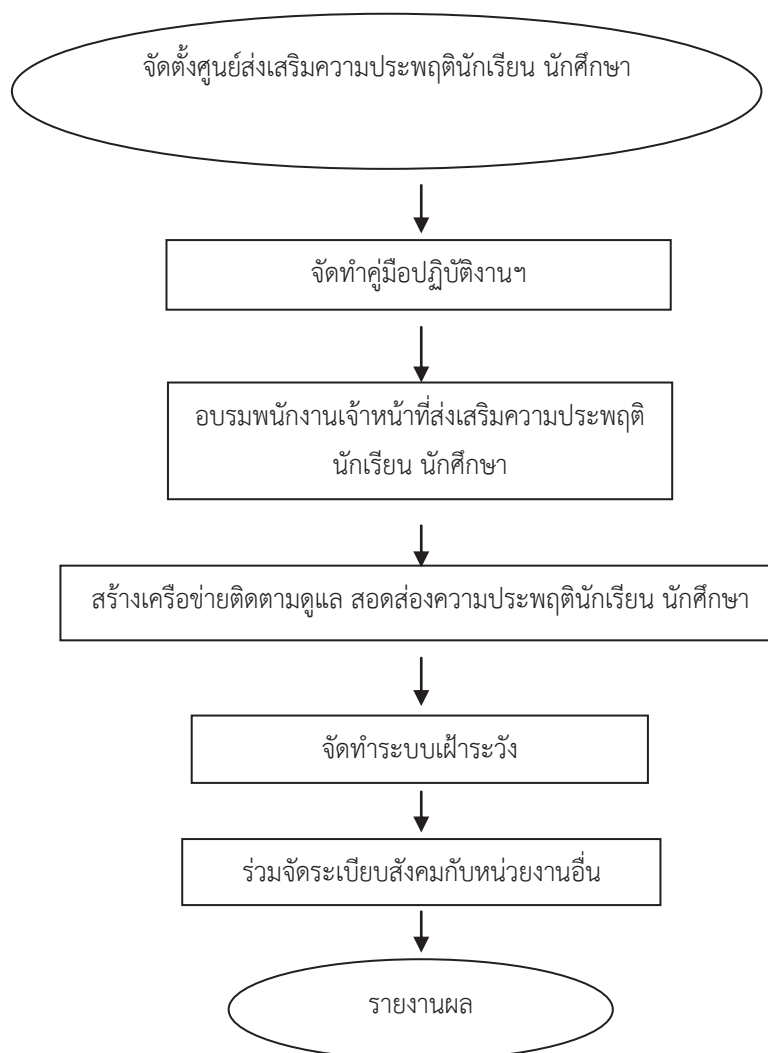 จัดตั้งศูนย์ส่งเสริมความประพฤตินักเรียน นักศึกษา
จัดทำคู่มือปฏิบัติงานฯ
อบรมพนักงานเจ้าหน้าที่ส่งเสริมความประพฤติ
นักเรียน นักศึกษา
สร้างเครือข่ายติดตามดูแล สอดส่องความประพฤตินักเรียน นักศึกษา
จัดทำระบบเฝ้าระวัง
ร่วมจัดระเบียบสังคมกับหน่วยงานอื่น
รายงานผล